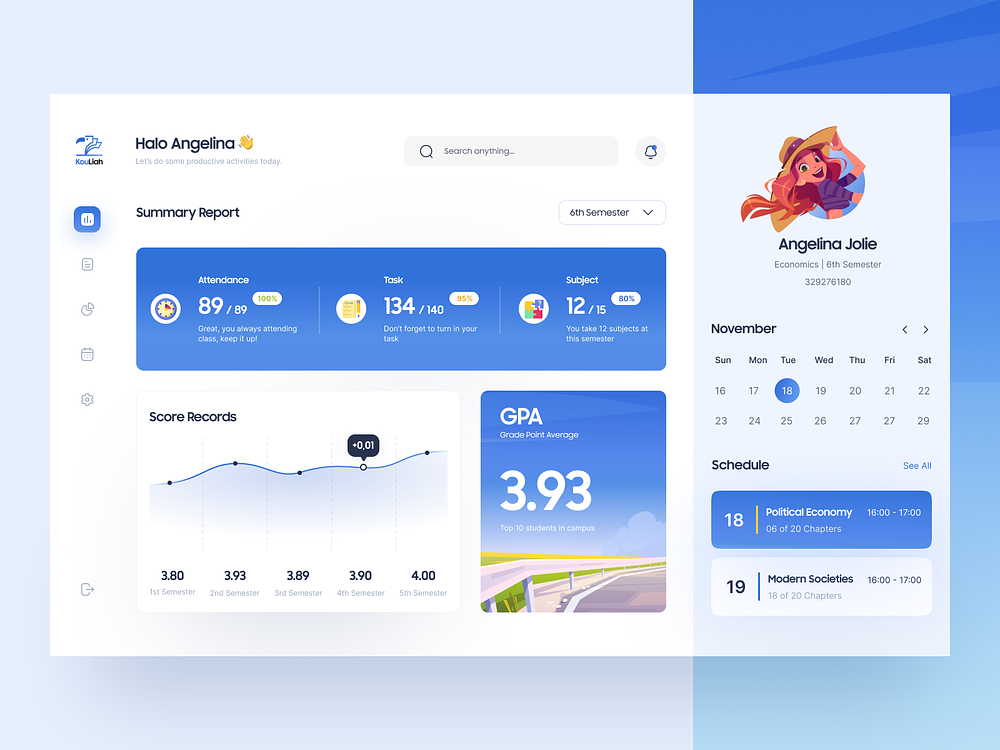 KouLiah
Halo Angelina 👋
Let's do some productive activities today.
Search anything...
Summary Report
6th Semester
Attendance
89 / 89 100%
Great, you always attending
class, keep it up!
Task
134 / 140 95%
Don't forget to turn in your
task
Subject
12 / 15 80%
You take 12 subjects at
this semester
Score Records
+0,01
3.80 3.93 3.89 3.90 4.00
1st Semester 2nd Semester 3rd Semester 4th Semester 5th Semester
GPA
Grade Point Average
3.93
Top 10 students in campus
Angelina Jolie
Economics | 6th Semester
329276180
November
Sun Mon Tue Wed Thu Fri Sat
16 17 18 19 20 21 22
23 24 25 26 27 27 29
Schedule See All
18 Political Economy 16:00 - 17:00
06 of 20 Chapters
19 Modern Societies 16:00 - 17:00
18 of 20 Chapters